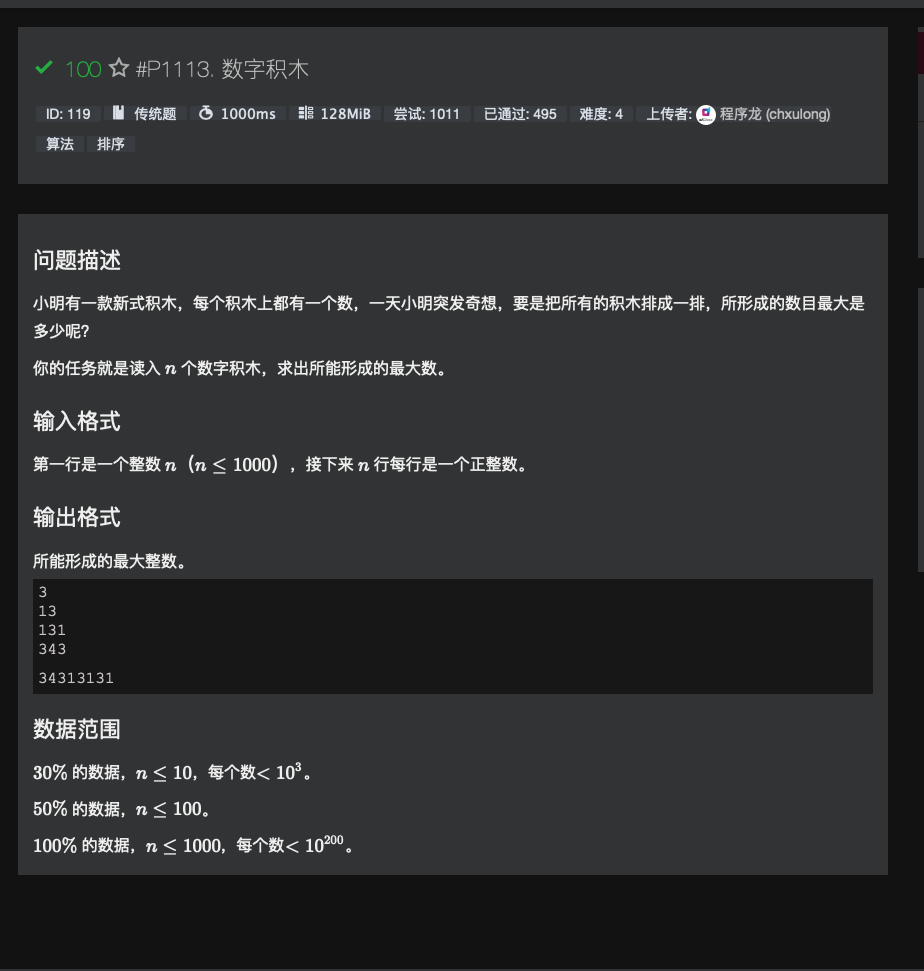 100 #P1113. 数字积木
ID: 119 传统题 1000ms 128MiB 尝试: 1011 已通过: 495 难度: 4 上传者: 程序龙 (chxulong)
算法 排序
问题描述
小明有一款新式积木，每个积木上都有一个数，一天小明突发奇想，要是把所有的积木排成一排，所形成的数目最大是
多少呢?
你的任务就是读入 n 个数字积木，求出所能形成的最大数。
输入格式
第一行是一个整数 n（n ≤ 1000），接下来 n 行每行是一个正整数。
输出格式
所能形成的最大整数。
3
13
131
343
34313131
数据范围
30% 的数据，n ≤ 10，每个数< 10³。
50% 的数据，n ≤ 100。
100% 的数据，n ≤ 1000，每个数< 10²⁰⁰。